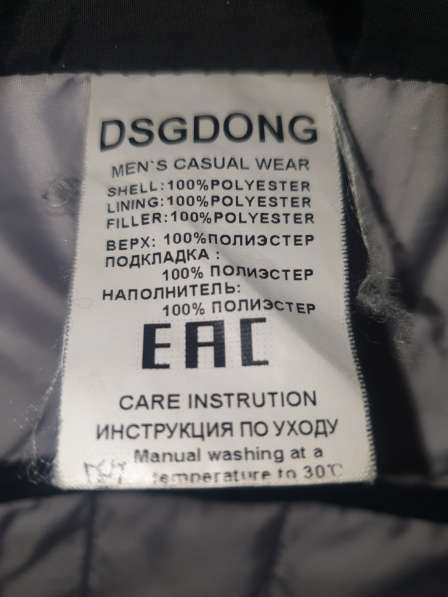 DSGDONG
MEN`S CASUAL WEAR
SHELL:100%POLYESTER
LINING:100%POLYESTER
FILLER:100%POLYESTER
ВЕРХ: 100%ПОЛИЭСТЕР
ПОДКЛАДКА :
100% ПОЛИЭСТЕР
НАПОЛНИТЕЛЬ:
100% ПОЛИЭСТЕР
EAC
CARE INSTRUTION
ИНСТРУКЦИЯ ПО УХОДУ
Manual washing at a
temperature to 30℃